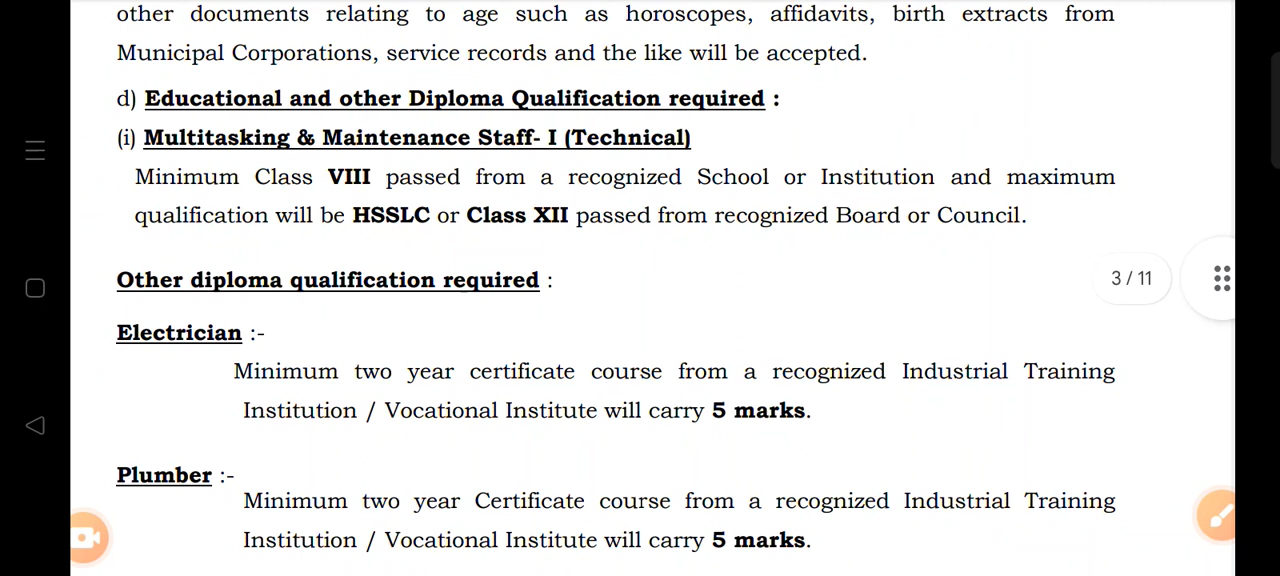 other documents relating to age such as horoscopes, affidavits, birth extracts from
Municipal Corporations, service records and the like will be accepted.
d) Educational and other Diploma Qualification required :
(i) Multitasking & Maintenance Staff- I (Technical)
Minimum Class VIII passed from a recognized School or Institution and maximum
qualification will be HSSLC or Class XII passed from recognized Board or Council.
Other diploma qualification required :
3 / 11
Electrician :-
Minimum two year certificate course from a recognized Industrial Training
Institution / Vocational Institute will carry 5 marks.
Plumber :-
Minimum two year Certificate course from a recognized Industrial Training
Institution / Vocational Institute will carry 5 marks.